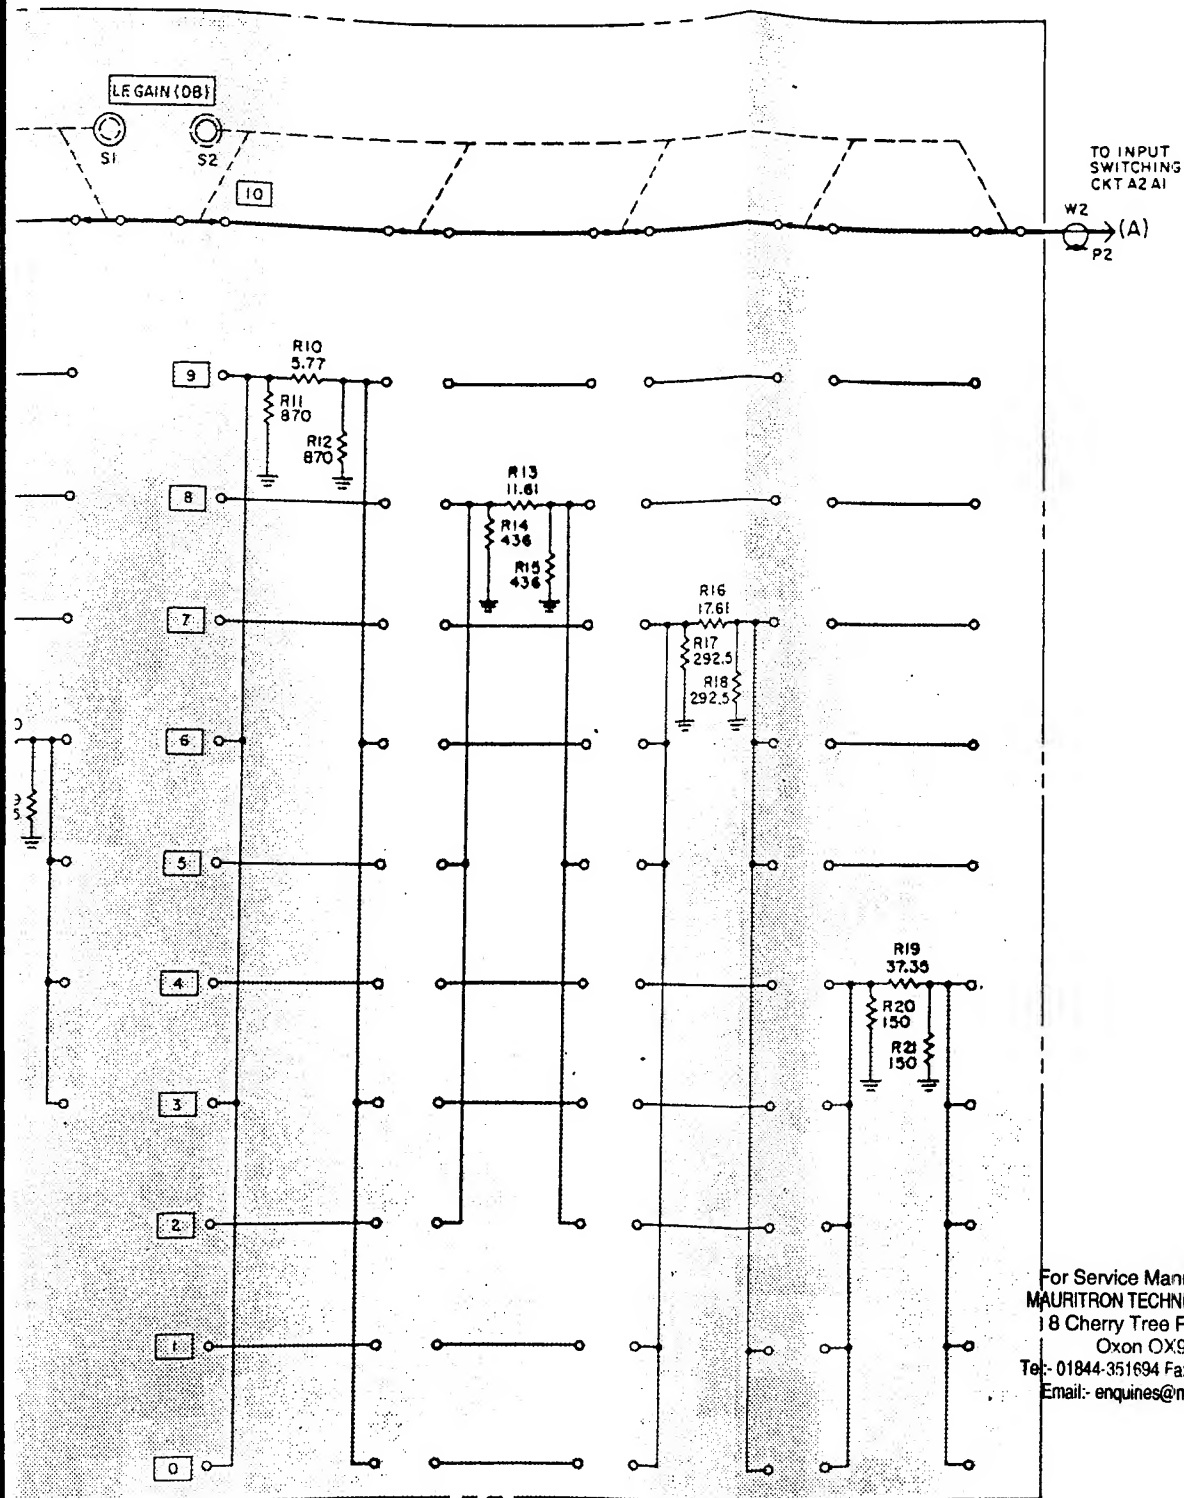 LE GAIN (DB)
S1
S2
10
TO INPUT
SWITCHING
CKT A2 A1
W2
(A)
P2
9
R10
5.77
R11
870
R12
870
8
R13
11.61
R14
436
R15
436
7
R16
17.61
R17
292.5
R18
292.5
6
5
4
R19
37.35
R20
150
R21
150
3
2
1
0
For Service Man
MAURITRON TECHN
8 Cherry Tree
Oxon OX9
Te:- 01844-351694 Fa
Email:- enquines@m